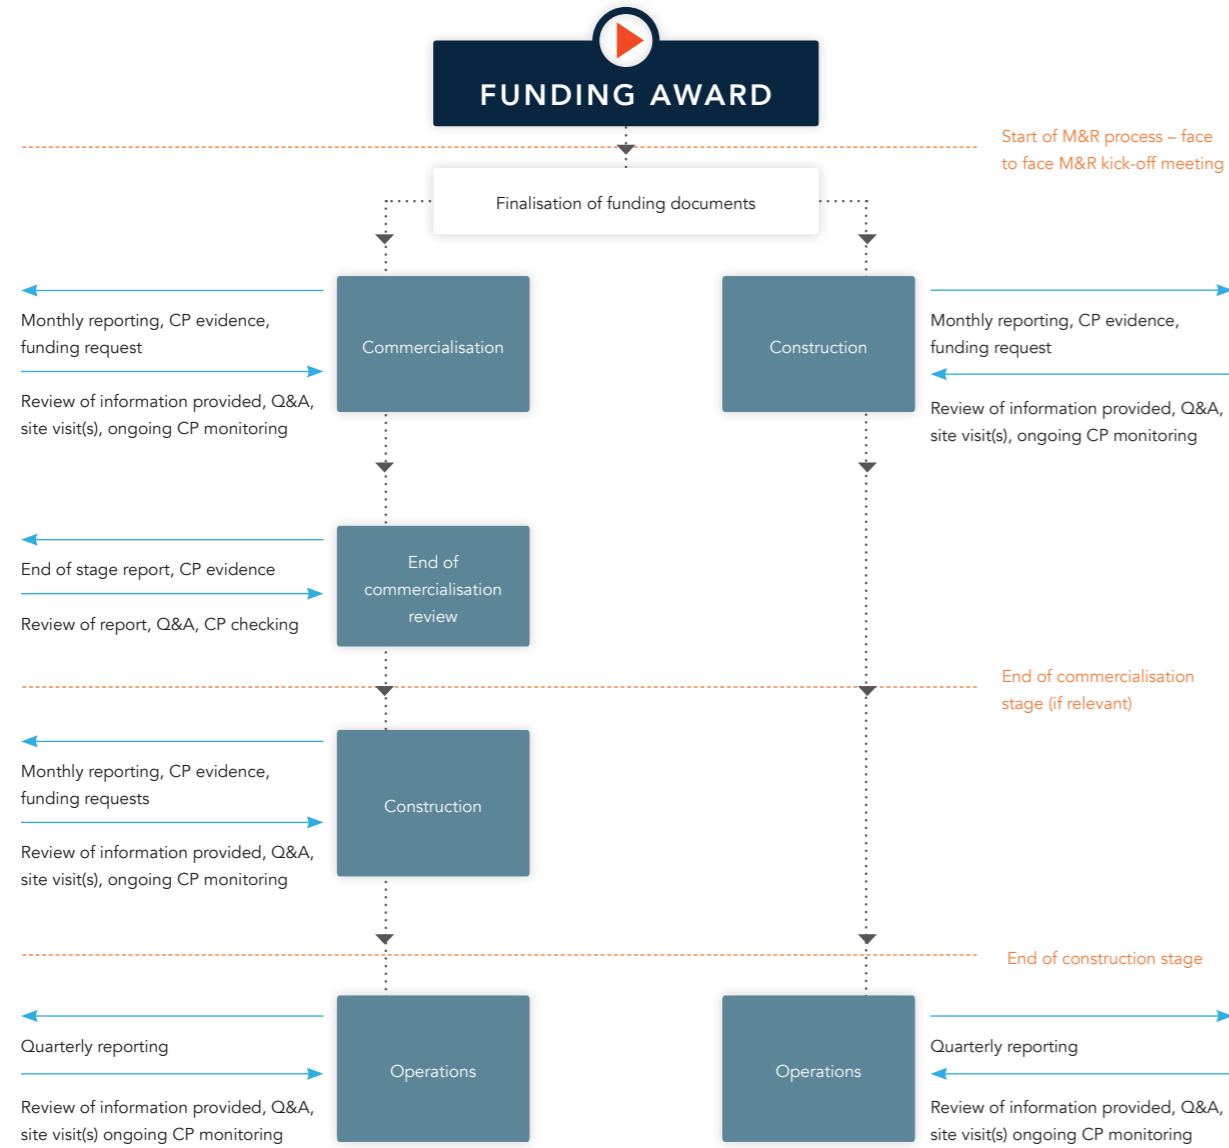 FUNDING AWARD
Start of M&R process – face
to face M&R kick-off meeting
Finalisation of funding documents
Commercialisation
Monthly reporting, CP evidence,
funding request
Review of information provided, Q&A,
site visit(s), ongoing CP monitoring
Construction
Monthly reporting, CP evidence,
funding request
Review of information provided, Q&A,
site visit(s), ongoing CP monitoring
End of
commercialisation
review
End of stage report, CP evidence
Review of report, Q&A, CP checking
End of commercialisation
stage (if relevant)
Monthly reporting, CP evidence,
funding requests
Construction
Review of information provided, Q&A,
site visit(s), ongoing CP monitoring
End of construction stage
Quarterly reporting
Operations
Review of information provided, Q&A,
site visit(s) ongoing CP monitoring
Operations
Quarterly reporting
Review of information provided, Q&A,
site visit(s) ongoing CP monitoring